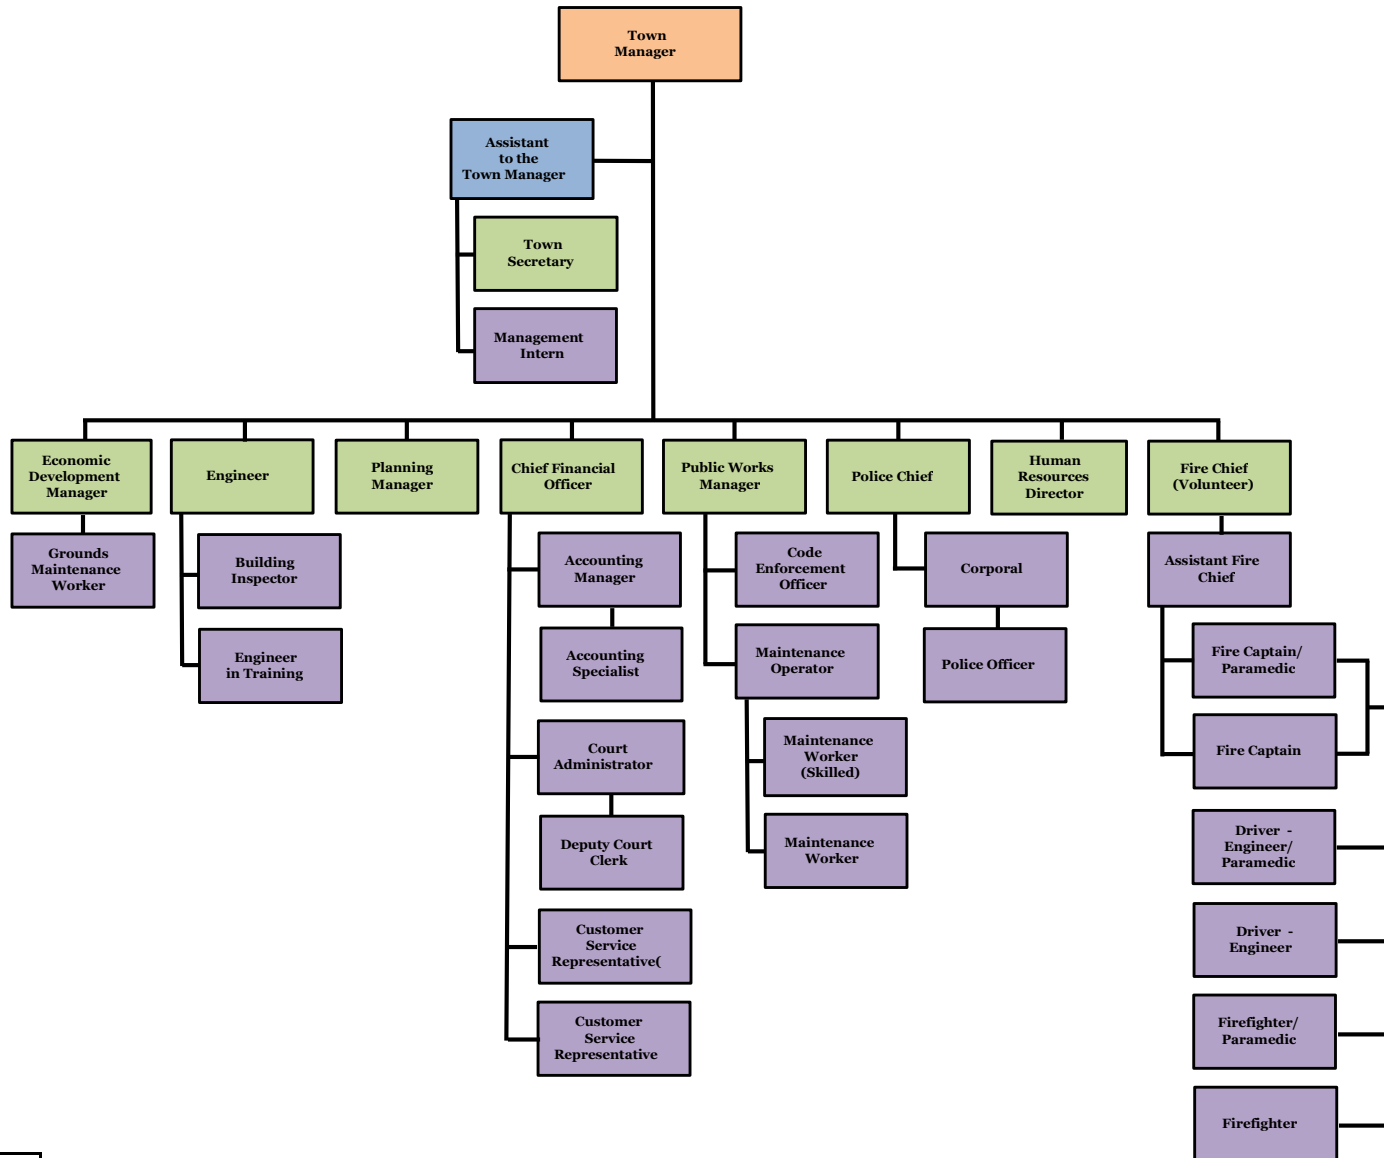 Town
Manager
Assistant
to the
Town Manager
Town
Secretary
Management
Intern
Economic
Development
Manager
Engineer
Planning
Manager
Chief Financial
Officer
Public Works
Manager
Police Chief
Human
Resources
Director
Fire Chief
(Volunteer)
Grounds
Maintenance
Worker
Building
Inspector
Engineer
in Training
Accounting
Manager
Accounting
Specialist
Court
Administrator
Deputy Court
Clerk
Customer
Service
Representative(
Customer
Service
Representative
Code
Enforcement
Officer
Maintenance
Operator
Maintenance
Worker
(Skilled)
Maintenance
Worker
Corporal
Police Officer
Assistant Fire
Chief
Fire Captain/
Paramedic
Fire Captain
Driver -
Engineer/
Paramedic
Driver -
Engineer
Firefighter/
Paramedic
Firefighter